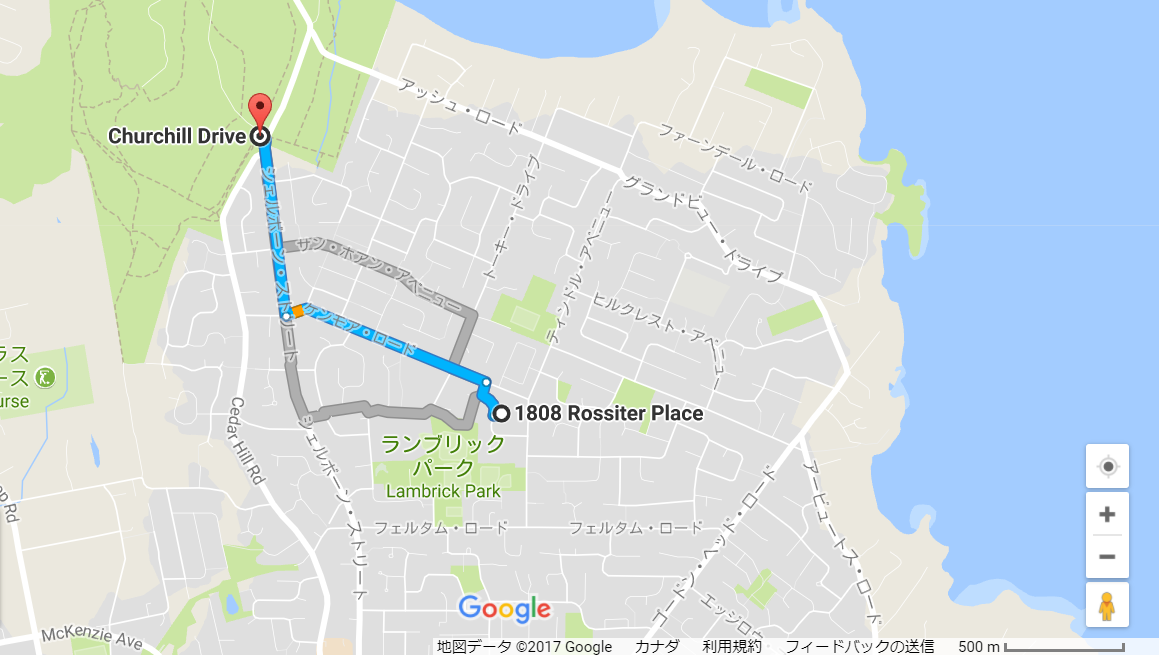 アッシュ・ロード
ファーンデール・ロード
Churchill Drive
シェルボーン・ストリート
トーキー・ドライブ
グランドビュー・ドライブ
サン・ホアン・アベニュー
ティンドル・アベニュー
ヒルクレスト・アベニュー
ケンモア・ロード
ラス
ース
urse
1808 Rossiter Place
Cedar Hill Rd
ランブリック
パーク
Lambrick Park
シェルボーン・ストリート
フェルタム・ロード
フェルタム・ロード
ゴードン・ヘッド・ロード
アービュートス・ロード
op Rd
エッジロウ
McKenzie Ave
Google
地図データ ©2017 Google カナダ 利用規約 フィードバックの送信 500 m